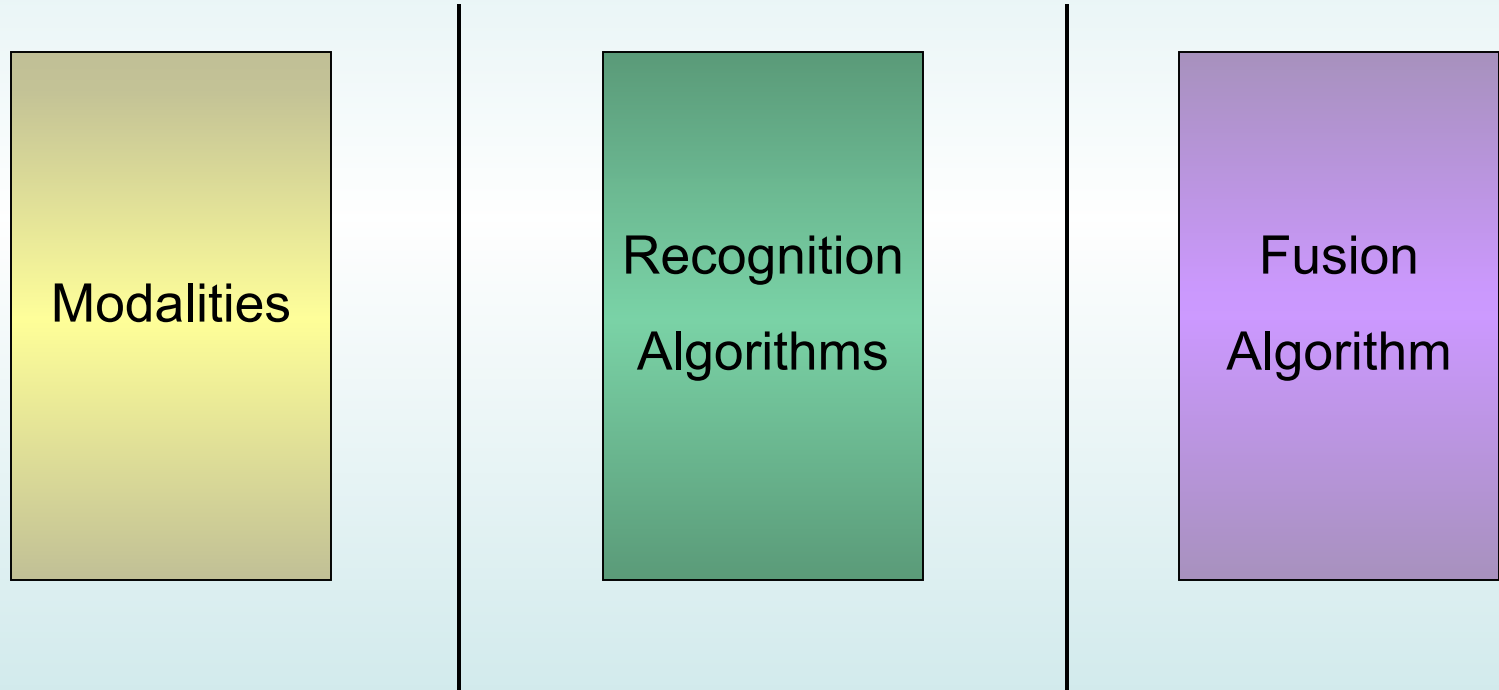 Modalities
Recognition
Algorithms
Fusion
Algorithm